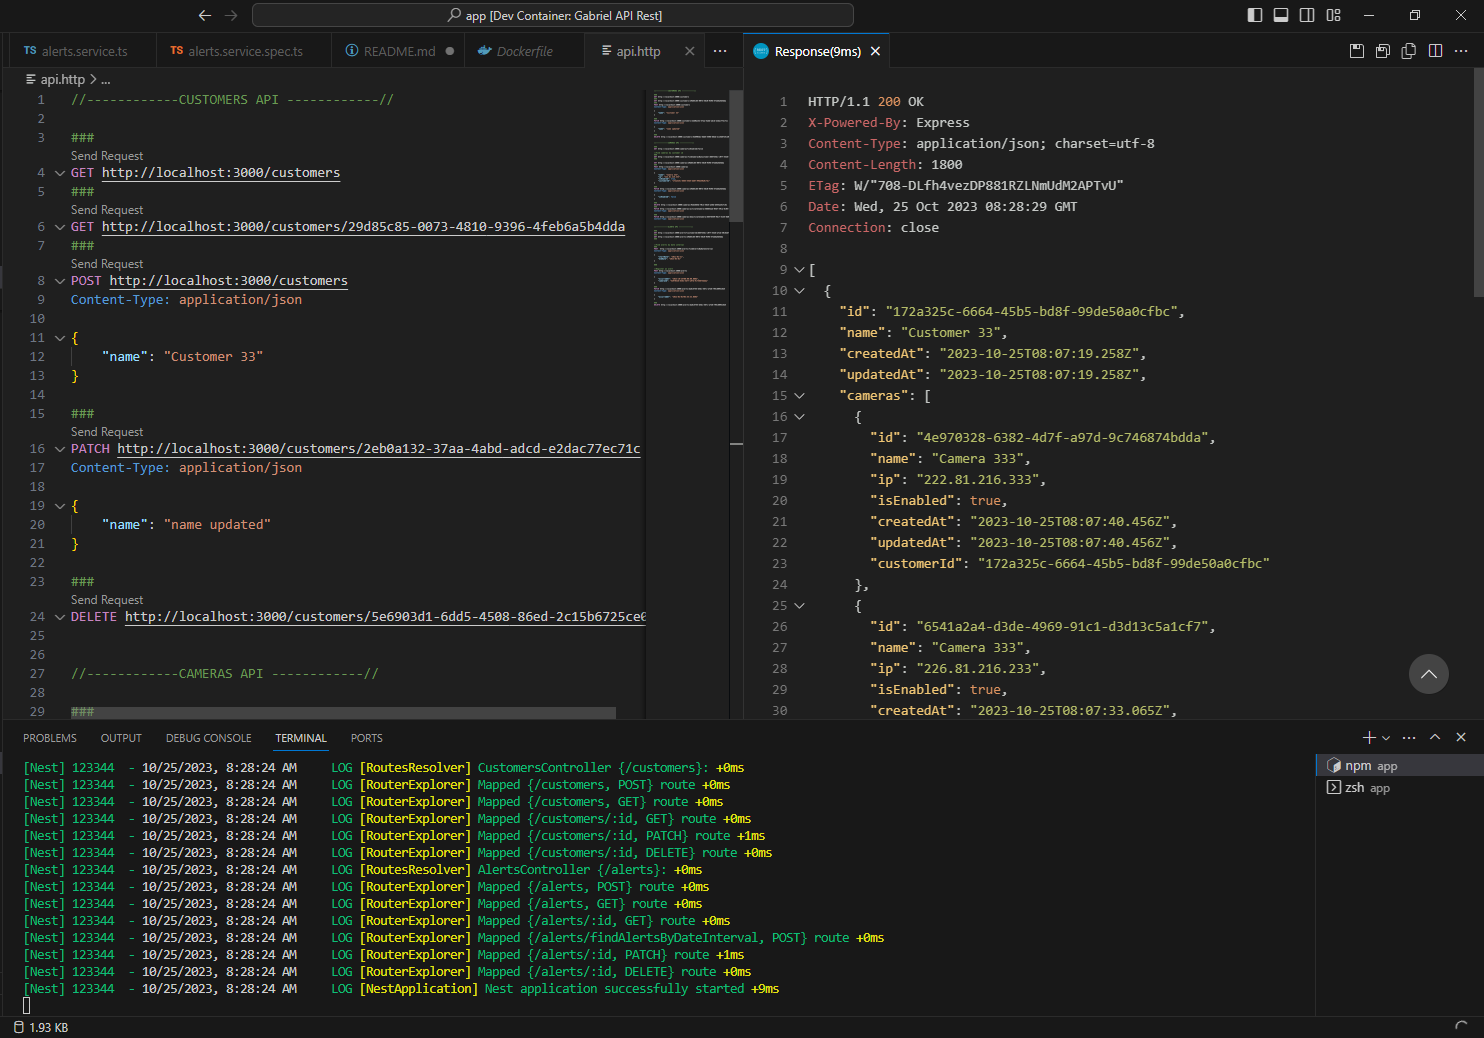 app [Dev Container: Gabriel API Rest]
TS alerts.service.ts
TS alerts.service.spec.ts
README.md
Dockerfile
api.http
Response(9ms)
api.http > ...
1 //------------CUSTOMERS API ------------//
2
3 ###
Send Request
4 GET http://localhost:3000/customers
5 ###
Send Request
6 GET http://localhost:3000/customers/29d85c85-0073-4810-9396-4feb6a5b4dda
7 ###
Send Request
8 POST http://localhost:3000/customers
9 Content-Type: application/json
10
11 {
12 "name": "Customer 33"
13 }
14
15 ###
Send Request
16 PATCH http://localhost:3000/customers/2eb0a132-37aa-4abd-adcd-e2dac77ec71c
17 Content-Type: application/json
18
19 {
20 "name": "name updated"
21 }
22
23 ###
Send Request
24 DELETE http://localhost:3000/customers/5e6903d1-6dd5-4508-86ed-2c15b6725ce0
25
26
27 //------------CAMERAS API ------------//
28
29 ###
1 HTTP/1.1 200 OK
2 X-Powered-By: Express
3 Content-Type: application/json; charset=utf-8
4 Content-Length: 1800
5 ETag: W/"708-DLfh4vezDP881RZLNmUdM2APTvU"
6 Date: Wed, 25 Oct 2023 08:28:29 GMT
7 Connection: close
8
9 [
10 {
11 "id": "172a325c-6664-45b5-bd8f-99de50a0cfbc",
12 "name": "Customer 33",
13 "createdAt": "2023-10-25T08:07:19.258Z",
14 "updatedAt": "2023-10-25T08:07:19.258Z",
15 "cameras": [
16 {
17 "id": "4e970328-6382-4d7f-a97d-9c746874bdda",
18 "name": "Camera 333",
19 "ip": "222.81.216.333",
20 "isEnabled": true,
21 "createdAt": "2023-10-25T08:07:40.456Z",
22 "updatedAt": "2023-10-25T08:07:40.456Z",
23 "customerId": "172a325c-6664-45b5-bd8f-99de50a0cfbc"
24 },
25 {
26 "id": "6541a2a4-d3de-4969-91c1-d3d13c5a1cf7",
27 "name": "Camera 333",
28 "ip": "226.81.216.233",
29 "isEnabled": true,
30 "createdAt": "2023-10-25T08:07:33.065Z",
PROBLEMS OUTPUT DEBUG CONSOLE TERMINAL PORTS
[Nest] 123344 - 10/25/2023, 8:28:24 AM LOG [RoutesResolver] CustomersController {/customers}: +0ms
[Nest] 123344 - 10/25/2023, 8:28:24 AM LOG [RouterExplorer] Mapped {/customers, POST} route +0ms
[Nest] 123344 - 10/25/2023, 8:28:24 AM LOG [RouterExplorer] Mapped {/customers, GET} route +0ms
[Nest] 123344 - 10/25/2023, 8:28:24 AM LOG [RouterExplorer] Mapped {/customers/:id, GET} route +0ms
[Nest] 123344 - 10/25/2023, 8:28:24 AM LOG [RouterExplorer] Mapped {/customers/:id, PATCH} route +1ms
[Nest] 123344 - 10/25/2023, 8:28:24 AM LOG [RouterExplorer] Mapped {/customers/:id, DELETE} route +0ms
[Nest] 123344 - 10/25/2023, 8:28:24 AM LOG [RoutesResolver] AlertsController {/alerts}: +0ms
[Nest] 123344 - 10/25/2023, 8:28:24 AM LOG [RouterExplorer] Mapped {/alerts, POST} route +0ms
[Nest] 123344 - 10/25/2023, 8:28:24 AM LOG [RouterExplorer] Mapped {/alerts, GET} route +0ms
[Nest] 123344 - 10/25/2023, 8:28:24 AM LOG [RouterExplorer] Mapped {/alerts/:id, GET} route +0ms
[Nest] 123344 - 10/25/2023, 8:28:24 AM LOG [RouterExplorer] Mapped {/alerts/findAlertsByDateInterval, POST} route +0ms
[Nest] 123344 - 10/25/2023, 8:28:24 AM LOG [RouterExplorer] Mapped {/alerts/:id, PATCH} route +1ms
[Nest] 123344 - 10/25/2023, 8:28:24 AM LOG [RouterExplorer] Mapped {/alerts/:id, DELETE} route +0ms
[Nest] 123344 - 10/25/2023, 8:28:24 AM LOG [NestApplication] Nest application successfully started +9ms
npm app
zsh app
1.93 KB